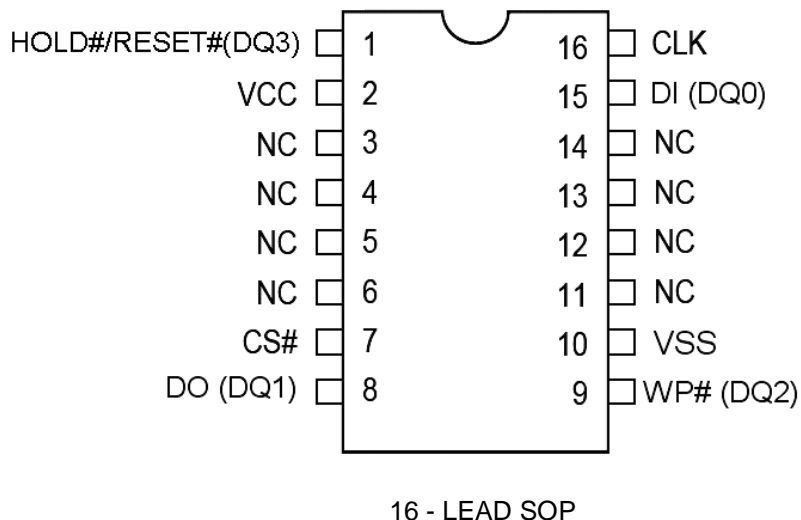 HOLD#/RESET#(DQ3) 1 16 CLK
VCC 2 15 DI (DQ0)
NC 3 14 NC
NC 4 13 NC
NC 5 12 NC
NC 6 11 NC
CS# 7 10 VSS
DO (DQ1) 8 9 WP# (DQ2)
16 - LEAD SOP